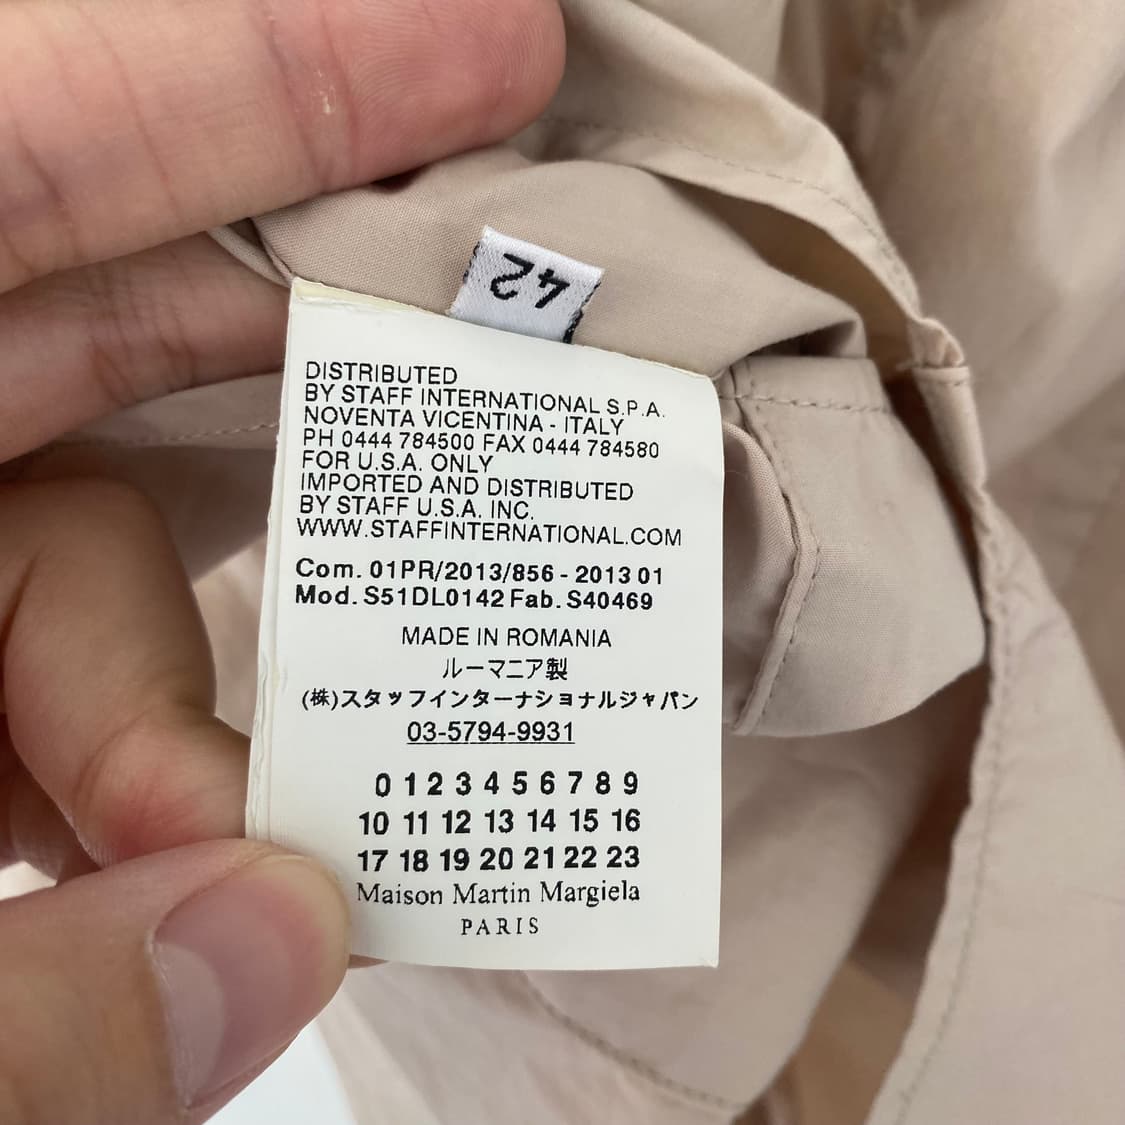 42
DISTRIBUTED
BY STAFF INTERNATIONAL S.P.A.
NOVENTA VICENTINA - ITALY
PH 0444 784500 FAX 0444 784580
FOR U.S.A. ONLY
IMPORTED AND DISTRIBUTED
BY STAFF U.S.A. INC.
WWW.STAFFINTERNATIONAL.COM
Com. 01PR/2013/856 - 2013 01
Mod. S51DL0142 Fab. S40469
MADE IN ROMANIA
ルーマニア製
(株)スタッフインターナショナルジャパン
03-5794-9931
0 1 2 3 4 5 6 7 8 9
10 11 12 13 14 15 16
17 18 19 20 21 22 23
Maison Martin Margiela
PARIS